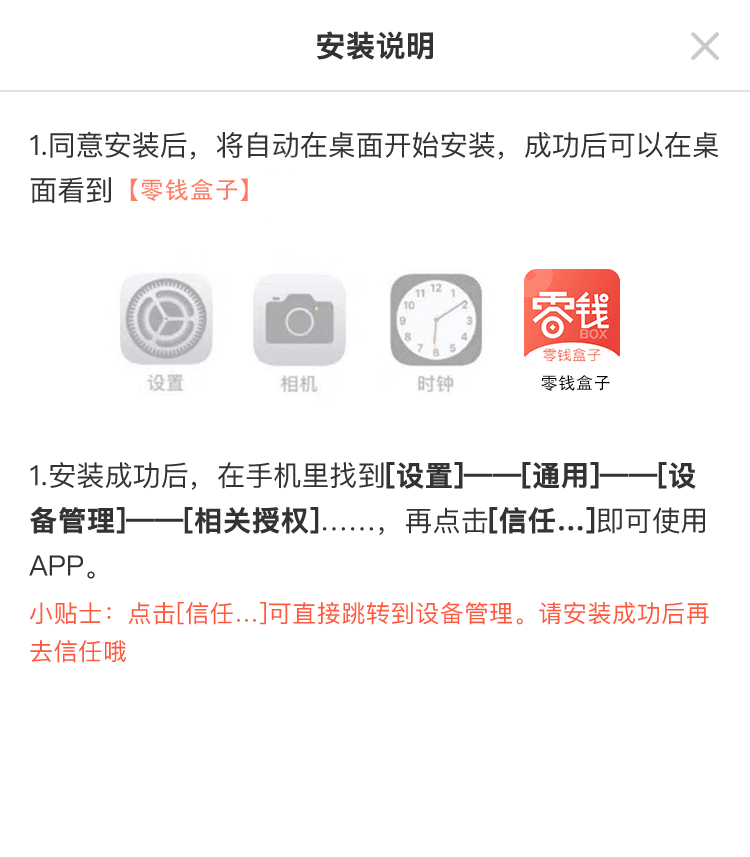 安装说明
1.同意安装后，将自动在桌面开始安装，成功后可以在桌
面看到【零钱盒子】
12
11 1
10 2
9 3
8 4
7 6 5
零钱
BOX
零钱盒子
设置 相机 时钟 零钱盒子
1.安装成功后，在手机里找到[设置]——[通用]——[设
备管理]——[相关授权]……，再点击[信任...]即可使用
APP。
小贴士：点击[信任...]可直接跳转到设备管理。请安装成功后再
去信任哦